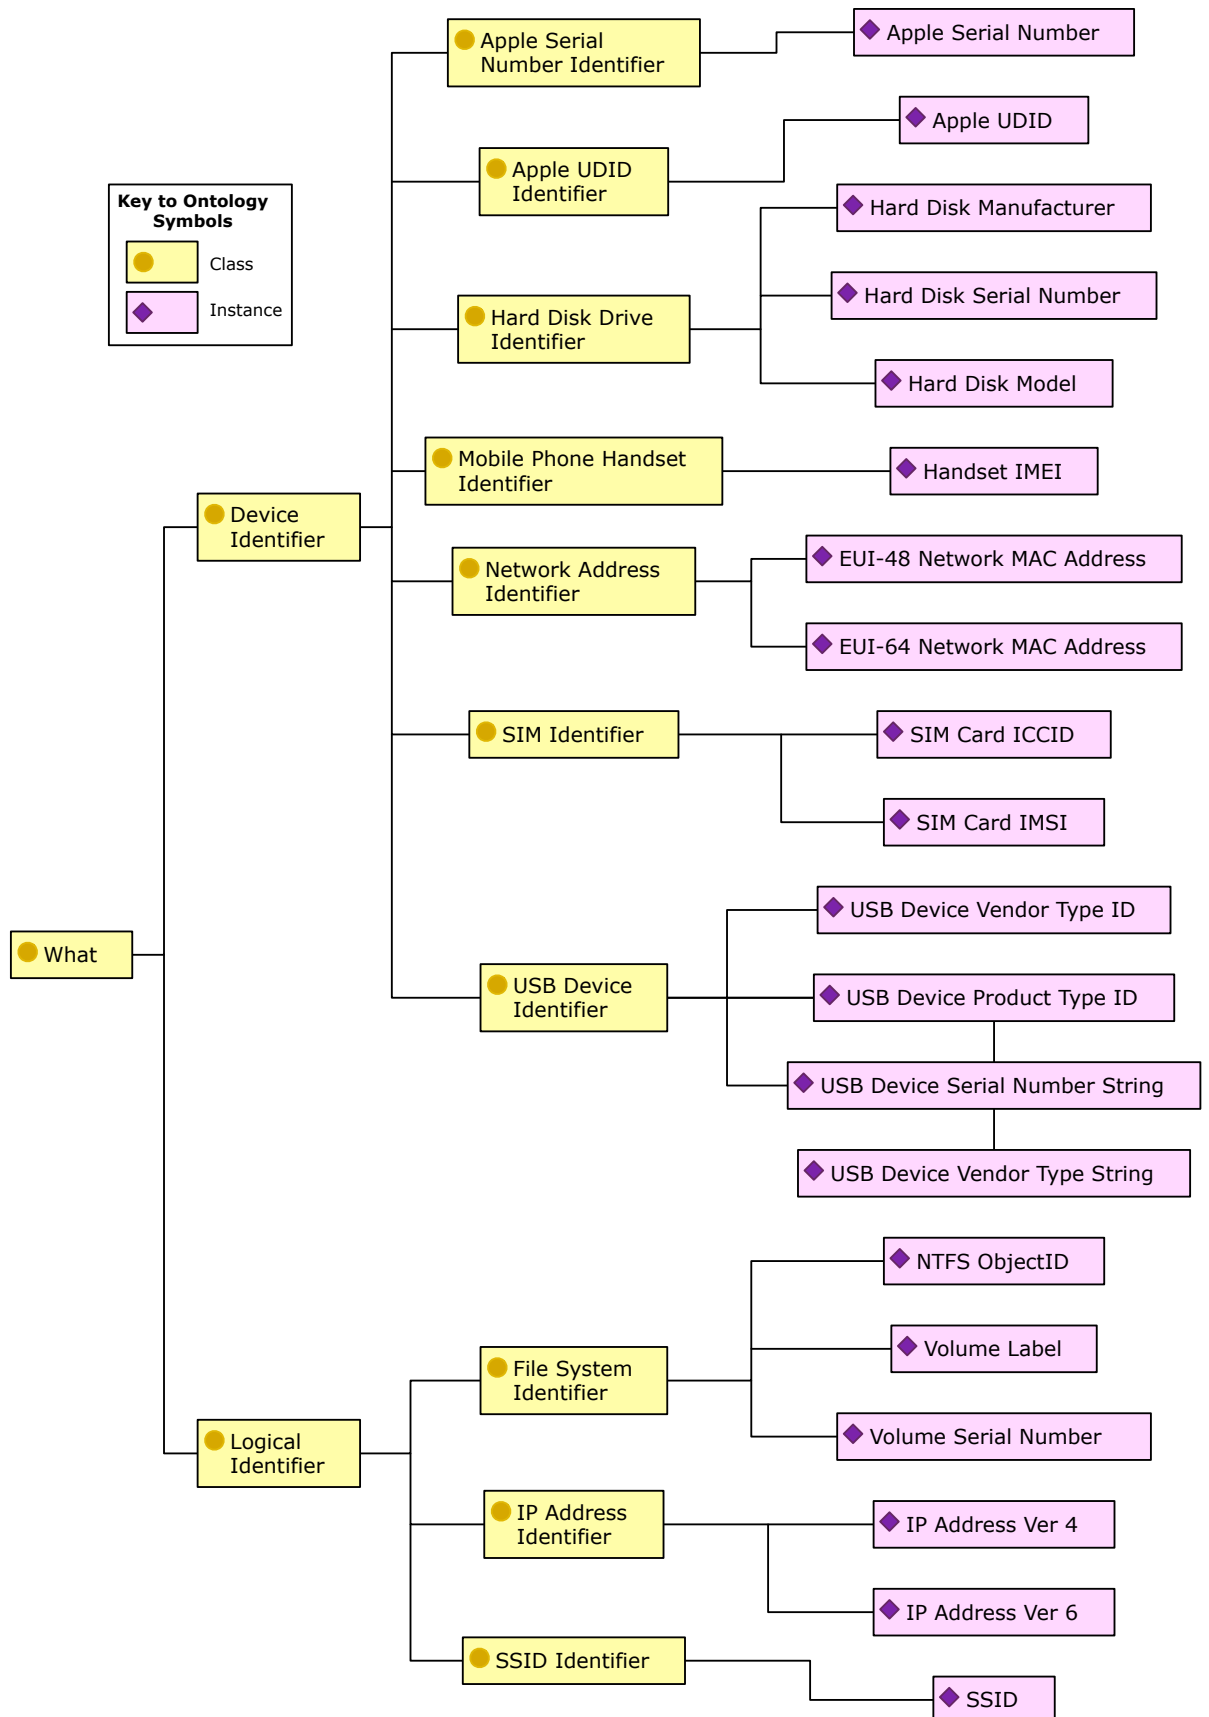 Apple Serial
Number Identifier
Apple Serial Number
Apple UDID
Identifier
Apple UDID
Key to Ontology
Symbols
Class
Instance
Hard Disk Manufacturer
Hard Disk Serial Number
Hard Disk Drive
Identifier
Hard Disk Model
Mobile Phone Handset
Identifier
Handset IMEI
Device
Identifier
Network Address
Identifier
EUI-48 Network MAC Address
EUI-64 Network MAC Address
SIM Identifier
SIM Card ICCID
SIM Card IMSI
What
USB Device
Identifier
USB Device Vendor Type ID
USB Device Product Type ID
USB Device Serial Number String
USB Device Vendor Type String
Logical
Identifier
File System
Identifier
NTFS ObjectID
Volume Label
Volume Serial Number
IP Address
Identifier
IP Address Ver 4
IP Address Ver 6
SSID Identifier
SSID